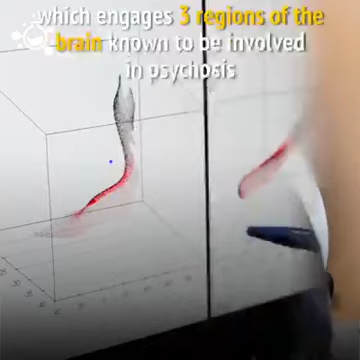 which engages 3 regions of the
brain known to be involved
in psychosis